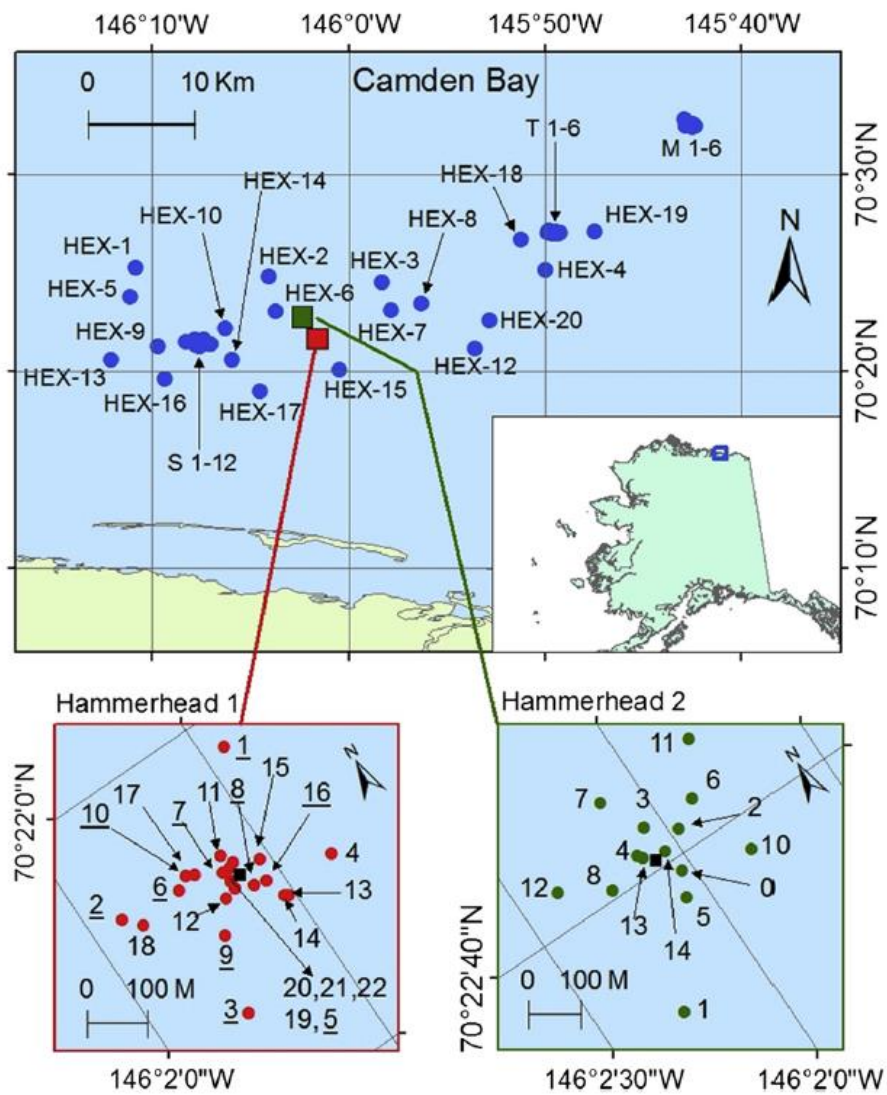 146°10'W 146°0'W 145°50'W 145°40'W
0 10 Km
Camden Bay
T 1-6
M 1-6
70°30'N
HEX-14
HEX-18
HEX-10
HEX-8
HEX-19
N
HEX-1
HEX-2
HEX-3
HEX-4
HEX-5
HEX-6
HEX-7
HEX-20
HEX-9
HEX-12
HEX-13
HEX-15
70°20'N
HEX-16
HEX-17
S 1-12
70°10'N
Hammerhead 1
N
1
15
11
8
16
17
7
10
4
6
13
12
2
14
18
9
20,21,22
19,5
3
0 100 M
70°22'0"N
146°2'0"W
Hammerhead 2
N
11
7
3
6
2
4
10
12
8
0
13
14
5
1
0 100 M
70°22'40"N
146°2'30"W 146°2'0"W